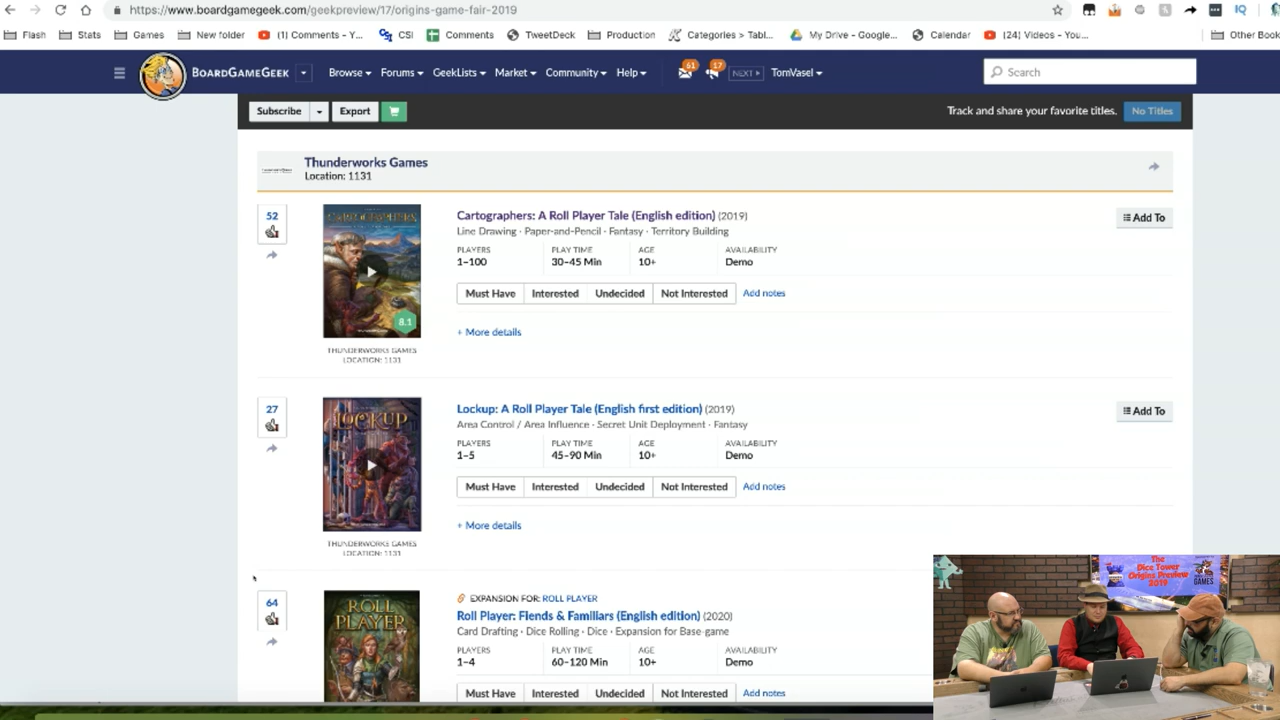 https://www.boardgamegeek.com/geekpreview/17/origins-game-fair-2019
Flash Stats Games New folder (1) Comments - Y... CSI Comments TweetDeck Production Categories > Tabl... My Drive - Google... Calendar (24) Videos - You... Other Book
BOARDGAMEGEEK Browse Forums GeekLists Market Community Help 61 17 NEXT TomVasel Search
Subscribe Export Track and share your favorite titles. No Titles
Thunderworks Games
Location: 1131
52
CARTOGRAPHERS
8.1
THUNDERWORKS GAMES
LOCATION: 1131
Cartographers: A Roll Player Tale (English edition) (2019) Add To
Line Drawing · Paper-and-Pencil · Fantasy · Territory Building
PLAYERS PLAY TIME AGE AVAILABILITY
1–100 30–45 Min 10+ Demo
Must Have Interested Undecided Not Interested Add notes
+ More details
27
LOCKUP
THUNDERWORKS GAMES
LOCATION: 1131
Lockup: A Roll Player Tale (English first edition) (2019) Add To
Area Control / Area Influence · Secret Unit Deployment · Fantasy
PLAYERS PLAY TIME AGE AVAILABILITY
1–5 45–90 Min 10+ Demo
Must Have Interested Undecided Not Interested Add notes
+ More details
64
ROLL
PLAYER
EXPANSION FOR: ROLL PLAYER
Roll Player: Fiends & Familiars (English edition) (2020)
Card Drafting · Dice Rolling · Dice · Expansion for Base-game
PLAYERS PLAY TIME AGE AVAILABILITY
1–4 60–120 Min 10+ Demo
Must Have Interested Undecided Not Interested Add notes
The
Dice Tower
Origins Preview
2019
GAMES